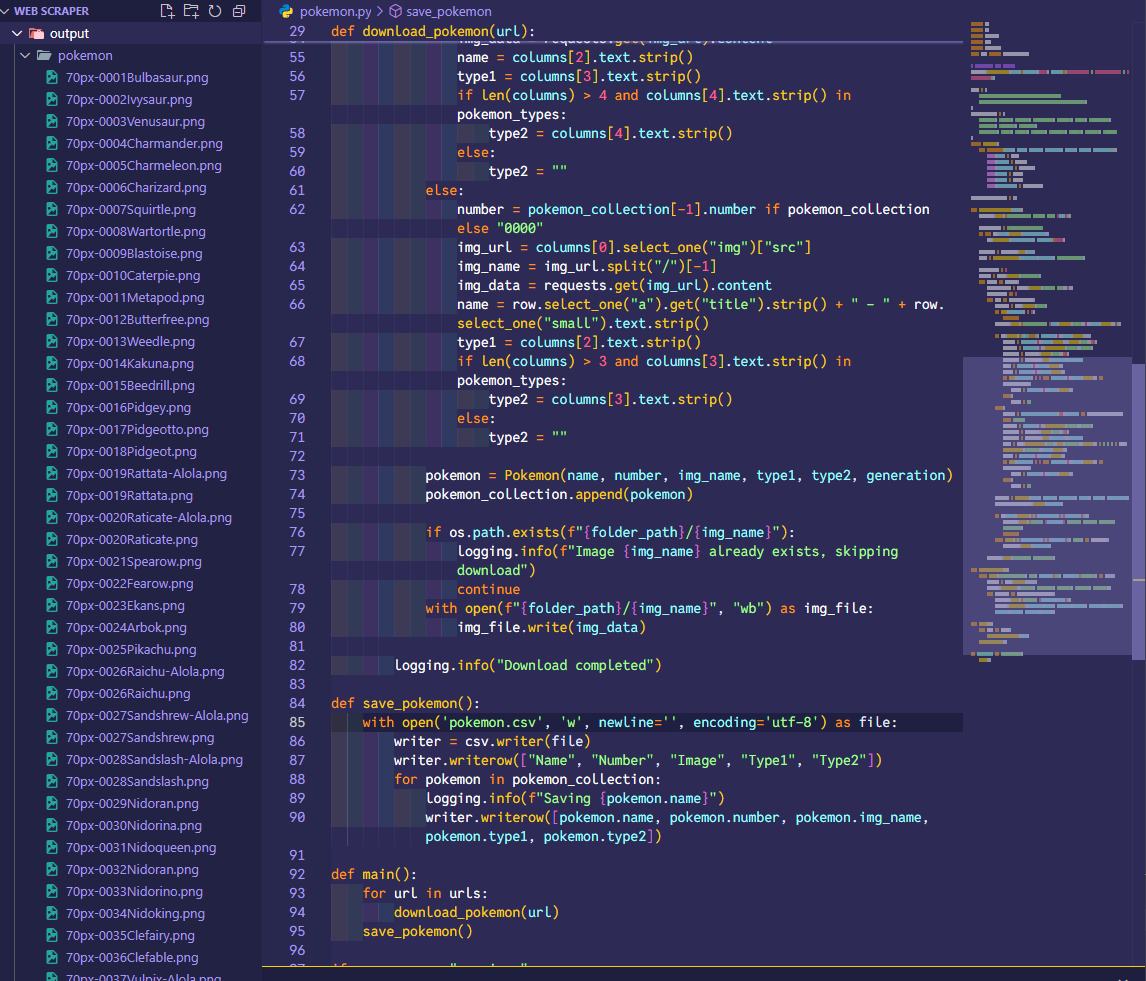 WEB SCRAPER
output
pokemon
70px-0001Bulbasaur.png
70px-0002Ivysaur.png
70px-0003Venusaur.png
70px-0004Charmander.png
70px-0005Charmeleon.png
70px-0006Charizard.png
70px-0007Squirtle.png
70px-0008Wartortle.png
70px-0009Blastoise.png
70px-0010Caterpie.png
70px-0011Metapod.png
70px-0012Butterfree.png
70px-0013Weedle.png
70px-0014Kakuna.png
70px-0015Beedrill.png
70px-0016Pidgey.png
70px-0017Pidgeotto.png
70px-0018Pidgeot.png
70px-0019Rattata-Alola.png
70px-0019Rattata.png
70px-0020Raticate-Alola.png
70px-0020Raticate.png
70px-0021Spearow.png
70px-0022Fearow.png
70px-0023Ekans.png
70px-0024Arbok.png
70px-0025Pikachu.png
70px-0026Raichu-Alola.png
70px-0026Raichu.png
70px-0027Sandshrew-Alola.png
70px-0027Sandshrew.png
70px-0028Sandslash-Alola.png
70px-0028Sandslash.png
70px-0029Nidoran.png
70px-0030Nidorina.png
70px-0031Nidoqueen.png
70px-0032Nidoran.png
70px-0033Nidorino.png
70px-0034Nidoking.png
70px-0035Clefairy.png
70px-0036Clefable.png
70px-0037Vulpix-Alola.png
pokemon.py > save_pokemon
29 def download_pokemon(url):
img_data = requests.get(img_url).content
55 name = columns[2].text.strip()
56 type1 = columns[3].text.strip()
57 if len(columns) > 4 and columns[4].text.strip() in
pokemon_types:
58 type2 = columns[4].text.strip()
59 else:
60 type2 = ""
61 else:
62 number = pokemon_collection[-1].number if pokemon_collection
else "0000"
63 img_url = columns[0].select_one("img")["src"]
64 img_name = img_url.split("/")[-1]
65 img_data = requests.get(img_url).content
66 name = row.select_one("a").get("title").strip() + " - " + row.
select_one("small").text.strip()
67 type1 = columns[2].text.strip()
68 if len(columns) > 3 and columns[3].text.strip() in
pokemon_types:
69 type2 = columns[3].text.strip()
70 else:
71 type2 = ""
72
73 pokemon = Pokemon(name, number, img_name, type1, type2, generation)
74 pokemon_collection.append(pokemon)
75
76 if os.path.exists(f"{folder_path}/{img_name}"):
77 Logging.info(f"Image {img_name} already exists, skipping
download")
78 continue
79 with open(f"{folder_path}/{img_name}", "wb") as img_file:
80 img_file.write(img_data)
81
82 logging.info("Download completed")
83
84 def save_pokemon():
85 with open('pokemon.csv', 'w', newline='', encoding='utf-8') as file:
86 writer = csv.writer(file)
87 writer.writerow(["Name", "Number", "Image", "Type1", "Type2"])
88 for pokemon in pokemon_collection:
89 logging.info(f"Saving {pokemon.name}")
90 writer.writerow([pokemon.name, pokemon.number, pokemon.img_name,
pokemon.type1, pokemon.type2])
91
92 def main():
93 for url in urls:
94 download_pokemon(url)
95 save_pokemon()
96